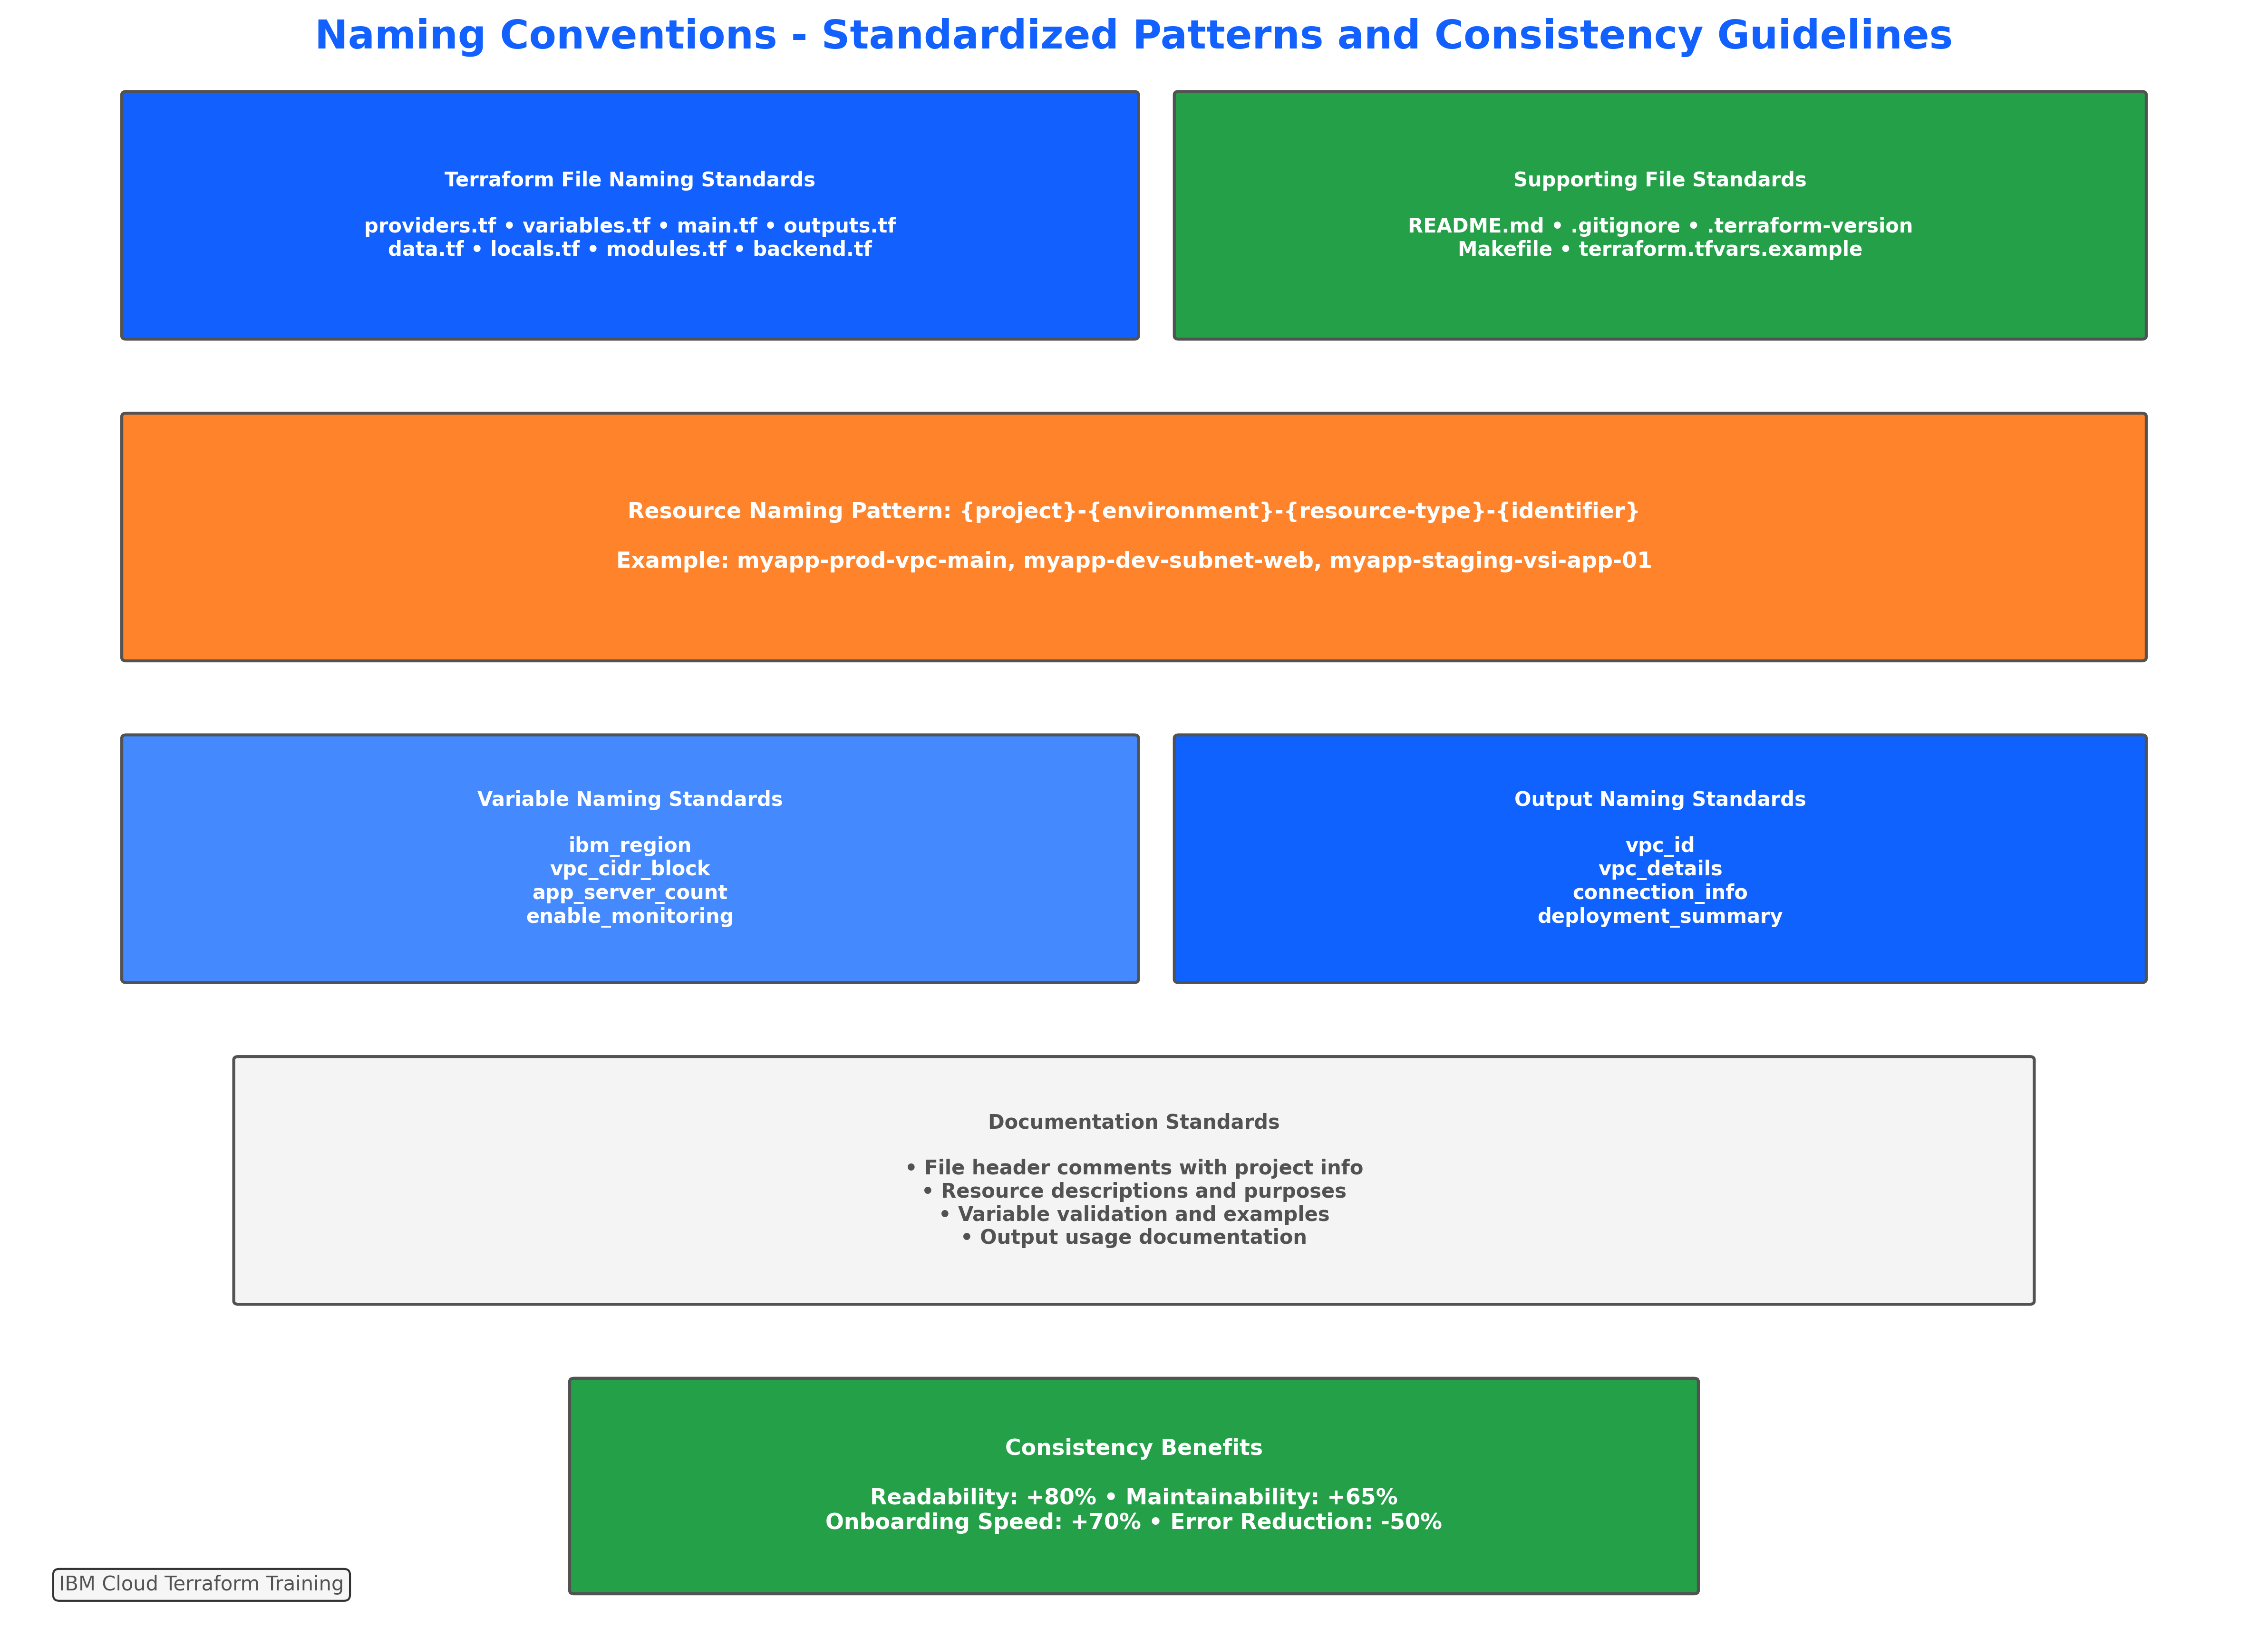 Naming Conventions - Standardized Patterns and Consistency Guidelines
Terraform File Naming Standards
providers.tf • variables.tf • main.tf • outputs.tf
data.tf • locals.tf • modules.tf • backend.tf
Supporting File Standards
README.md • .gitignore • .terraform-version
Makefile • terraform.tfvars.example
Resource Naming Pattern: {project}-{environment}-{resource-type}-{identifier}
Example: myapp-prod-vpc-main, myapp-dev-subnet-web, myapp-staging-vsi-app-01
Variable Naming Standards
ibm_region
vpc_cidr_block
app_server_count
enable_monitoring
Output Naming Standards
vpc_id
vpc_details
connection_info
deployment_summary
Documentation Standards
• File header comments with project info
• Resource descriptions and purposes
• Variable validation and examples
• Output usage documentation
Consistency Benefits
Readability: +80% • Maintainability: +65%
Onboarding Speed: +70% • Error Reduction: -50%
IBM Cloud Terraform Training